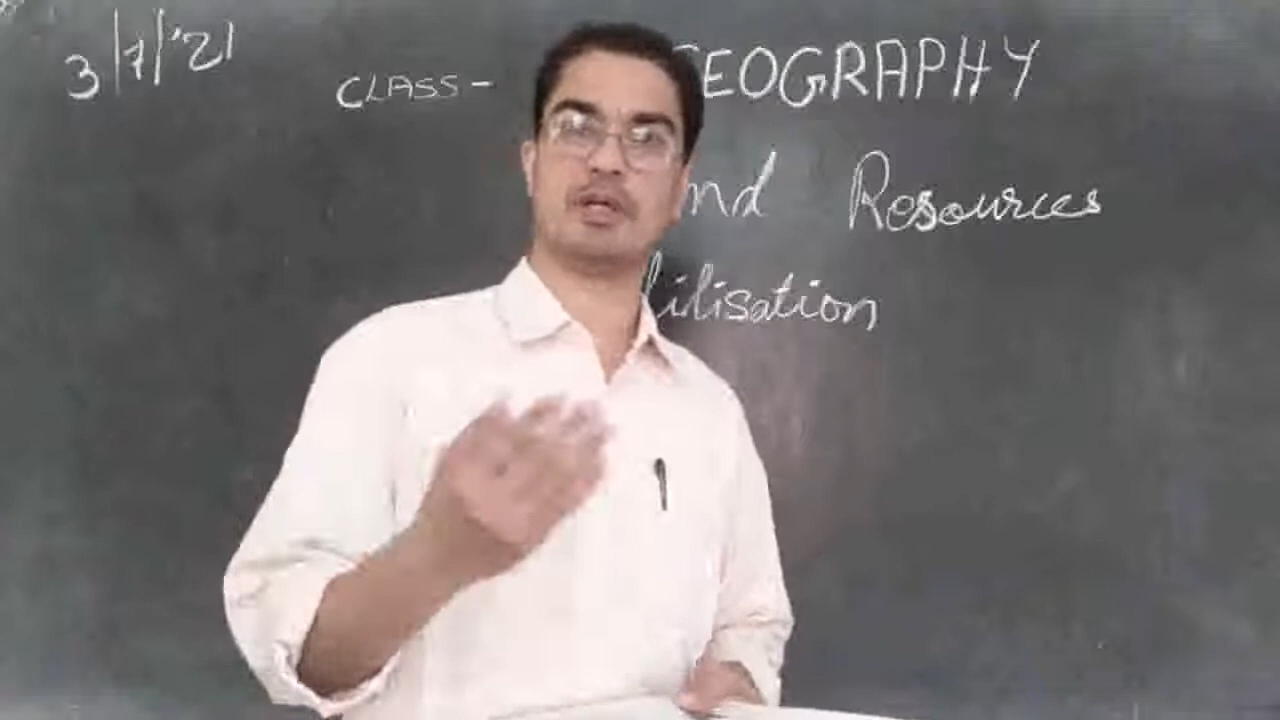 3/7/'21
CLASS- EOGRAPHY
nd Resources
ilisation